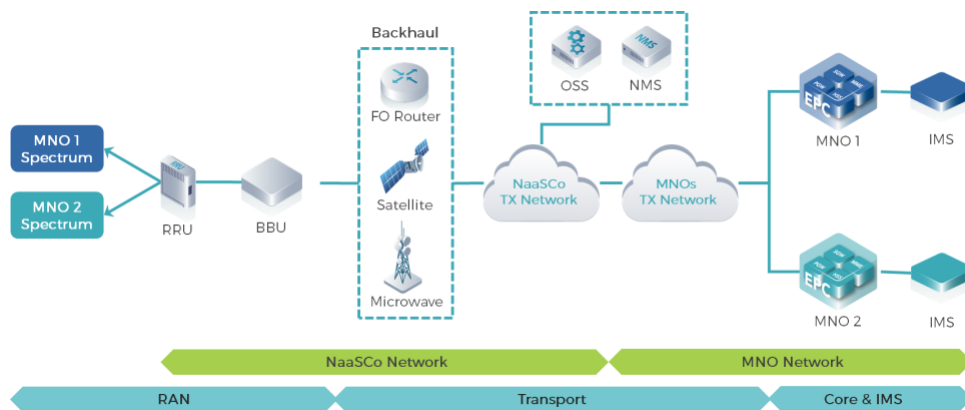 Backhaul
FO Router
Satellite
Microwave
OSS
NMS
NMS
MNO 1
Spectrum
MNO 2
Spectrum
RRU
BBU
NaaSCo
TX Network
MNOs
TX Network
EPC
MNO 1
IMS
EPC
MNO 2
IMS
NaaSCo Network
MNO Network
RAN
Transport
Core & IMS